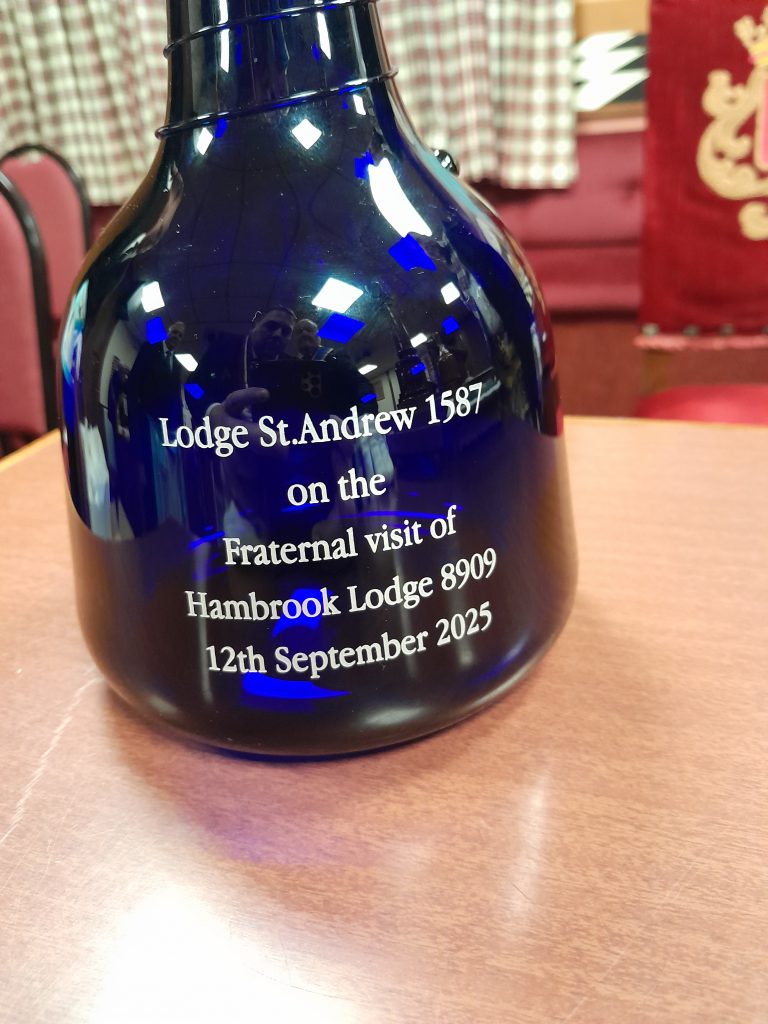 Lodge St.Andrew 1587
on the
Fraternal visit of
Hambrook Lodge 8909
12th September 2025